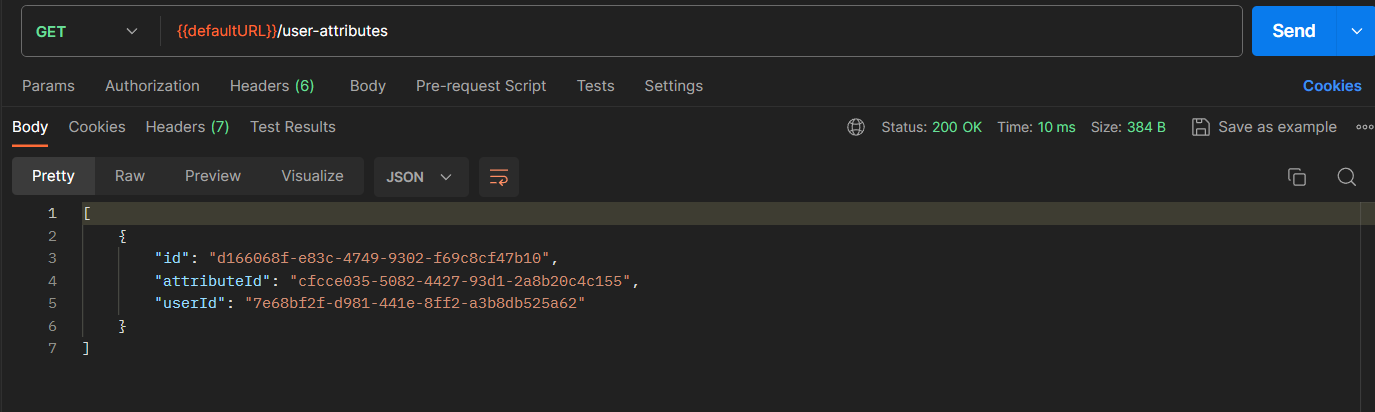 GET {{defaultURL}}/user-attributes Send
Params Authorization Headers (6) Body Pre-request Script Tests Settings Cookies
Body Cookies Headers (7) Test Results Status: 200 OK Time: 10 ms Size: 384 B Save as example
Pretty Raw Preview Visualize JSON
1 [
2 {
3 "id": "d166068f-e83c-4749-9302-f69c8cf47b10",
4 "attributeId": "cfcce035-5082-4427-93d1-2a8b20c4c155",
5 "userId": "7e68bf2f-d981-441e-8ff2-a3b8db525a62"
6 }
7 ]